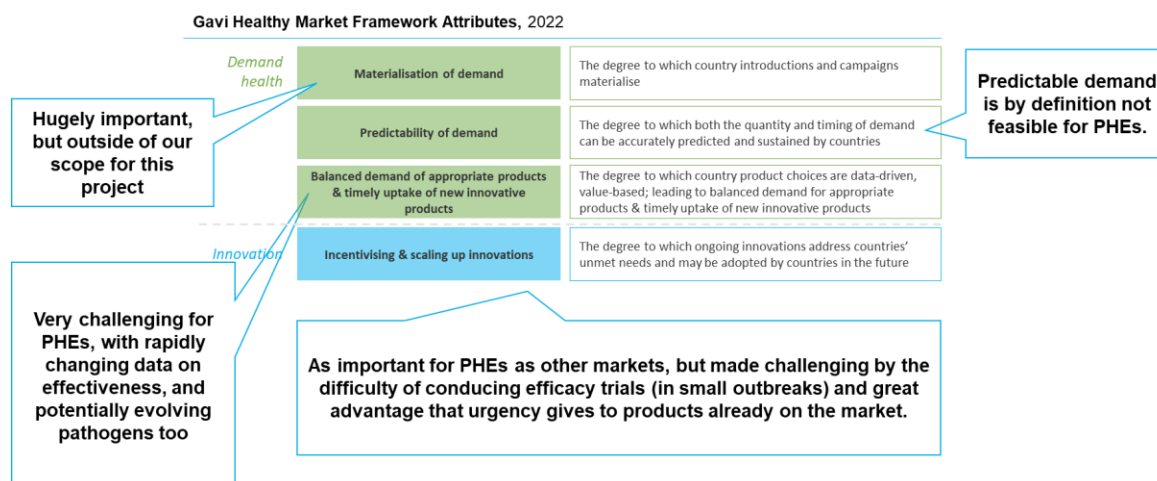 Gavi Healthy Market Framework Attributes, 2022
Demand
health
Materialisation of demand
The degree to which country introductions and campaigns
materialise
Hugely important,
but outside of our
scope for this
project
Predictability of demand
The degree to which both the quantity and timing of demand
can be accurately predicted and sustained by countries
Predictable demand
is by definition not
feasible for PHEs.
Balanced demand of appropriate products
& timely uptake of new innovative
products
The degree to which country product choices are data-driven,
value-based; leading to balanced demand for appropriate
products & timely uptake of new innovative products
Innovation
Incentivising & scaling up innovations
The degree to which ongoing innovations address countries’
unmet needs and may be adopted by countries in the future
Very challenging for
PHEs, with rapidly
changing data on
effectiveness, and
potentially evolving
pathogens too
As important for PHEs as other markets, but made challenging by the
difficulty of conducing efficacy trials (in small outbreaks) and great
advantage that urgency gives to products already on the market.